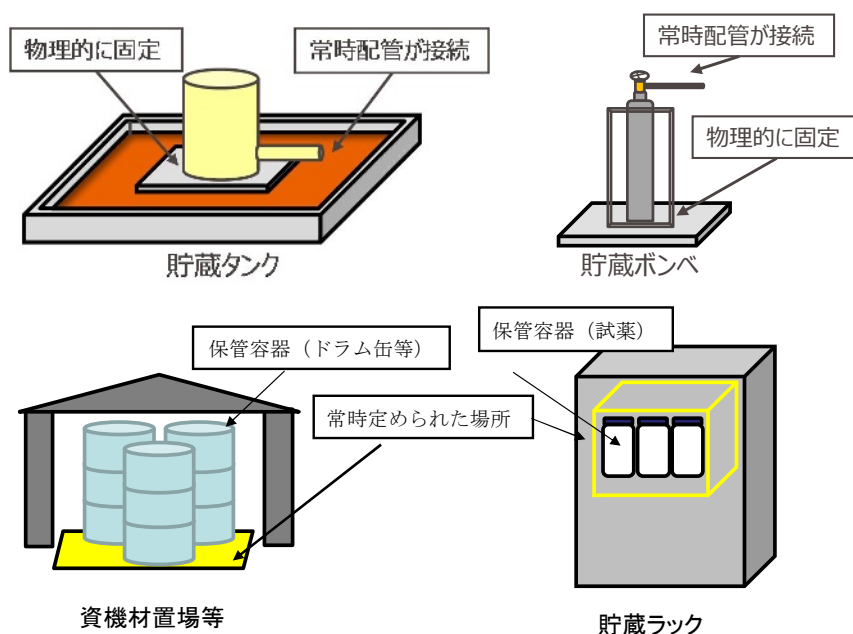 物理的に固定
常時配管が接続
貯蔵タンク
常時配管が接続
物理的に固定
貯蔵ボンベ
保管容器（ドラム缶等）
保管容器（試薬）
常時定められた場所
資機材置場等
貯蔵ラック